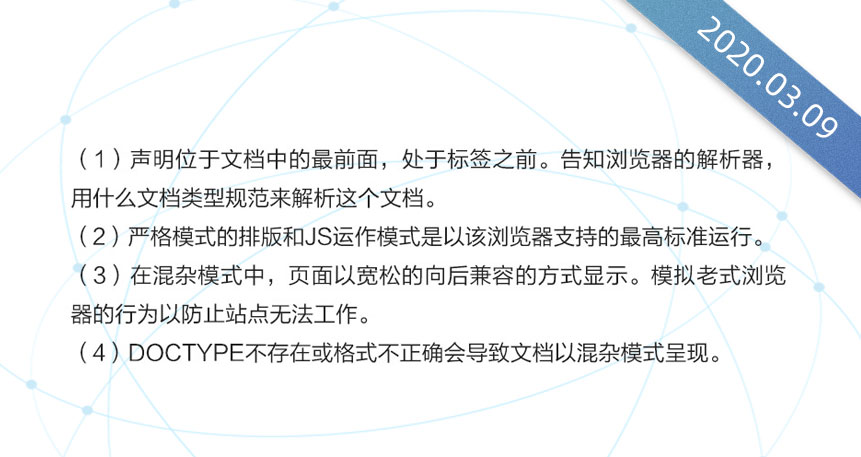 2020.03.09
（1）声明位于文档中的最前面，处于标签之前。告知浏览器的解析器，
用什么文档类型规范来解析这个文档。
（2）严格模式的排版和JS运作模式是以该浏览器支持的最高标准运行。
（3）在混杂模式中，页面以宽松的向后兼容的方式显示。模拟老式浏览
器的行为以防止站点无法工作。
（4）DOCTYPE不存在或格式不正确会导致文档以混杂模式呈现。